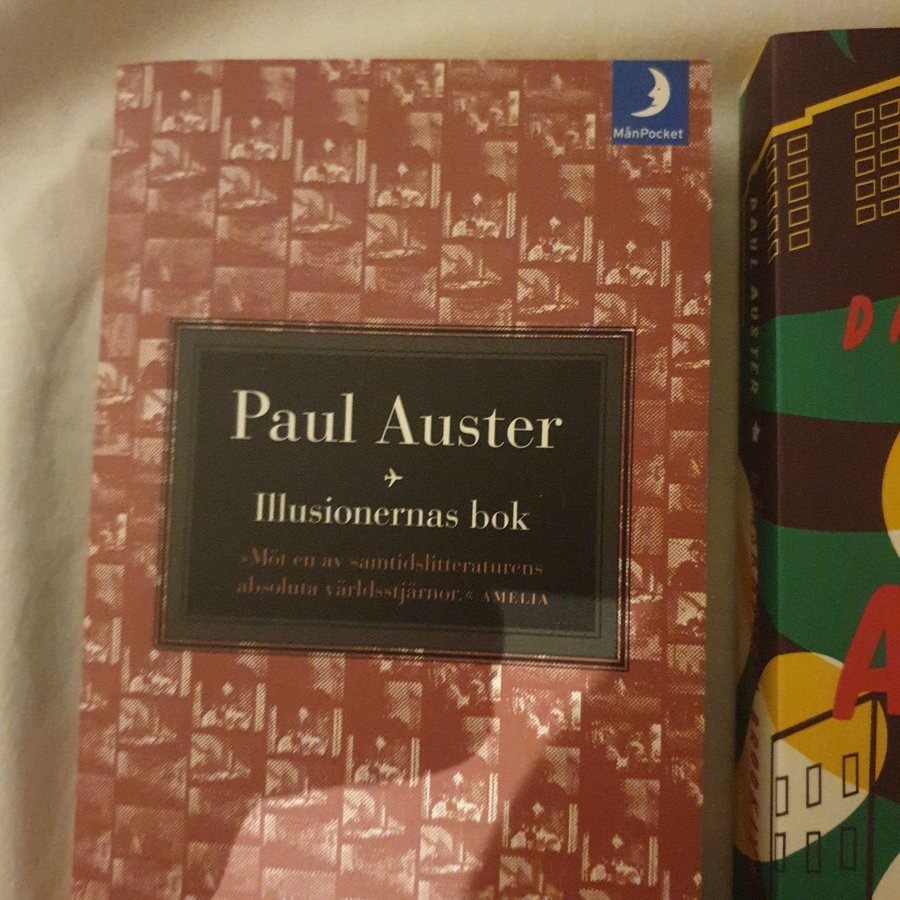 MånPocket
Paul Auster
Illusionernas bok
»Möt en av samtidslitteraturens
absoluta världsstjärnor.« AMELIA
PAUL AUSTER
D
A